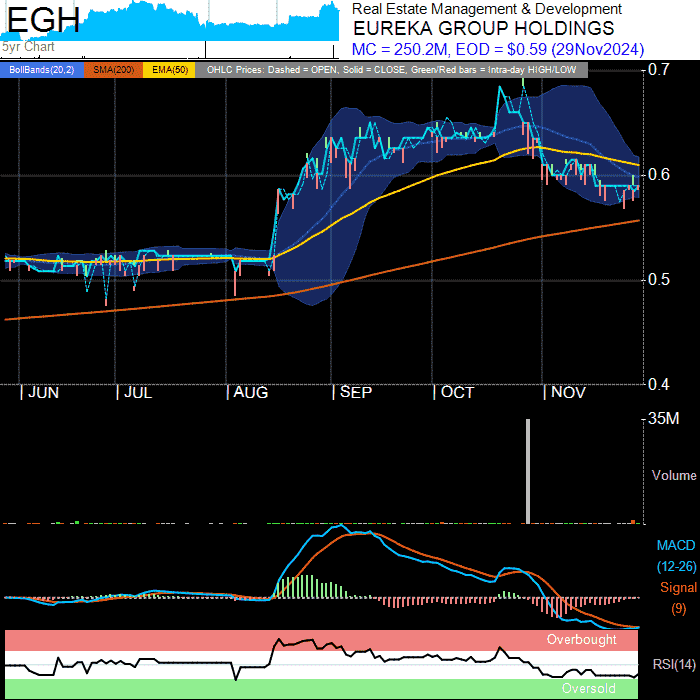 EGH
5yr Chart
Real Estate Management & Development
EUREKA GROUP HOLDINGS
MC = 250.2M, EOD = $0.59 (29Nov2024)
BollBands(20,2) SMA(200) EMA(50) OHLC Prices: Dashed = OPEN, Solid = CLOSE, Green/Red bars = Intra-day HIGH/LOW
0.7
0.6
0.5
0.4
JUN JUL AUG SEP OCT NOV
35M
Volume
MACD
(12-26)
Signal
(9)
Overbought
RSI(14)
Oversold